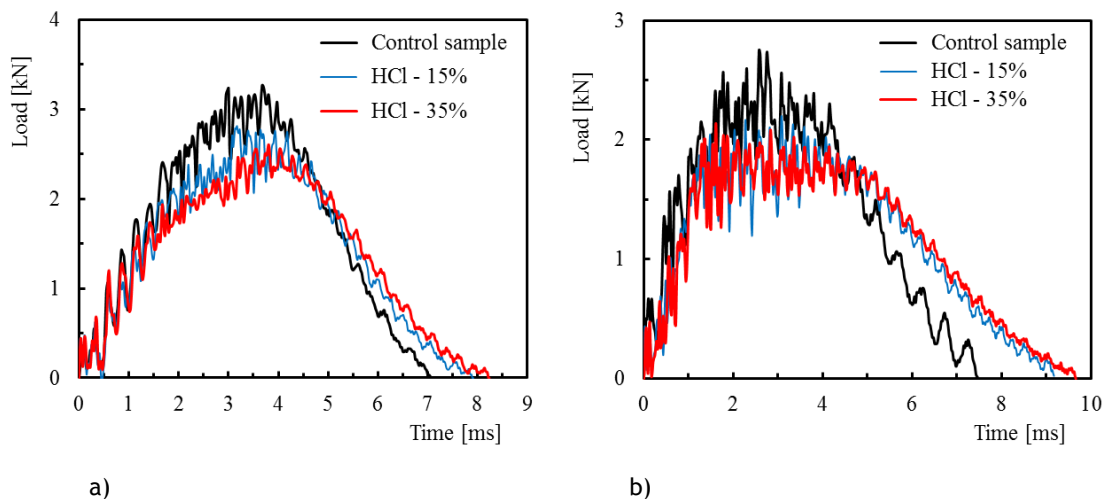 4
3
2
1
0
Load [kN]
Control sample
HCl - 15%
HCl - 35%
0 1 2 3 4 5 6 7 8 9
Time [ms]
a)
3
2
1
0
Load [kN]
Control sample
HCl - 15%
HCl - 35%
0 2 4 6 8 10
Time [ms]
b)